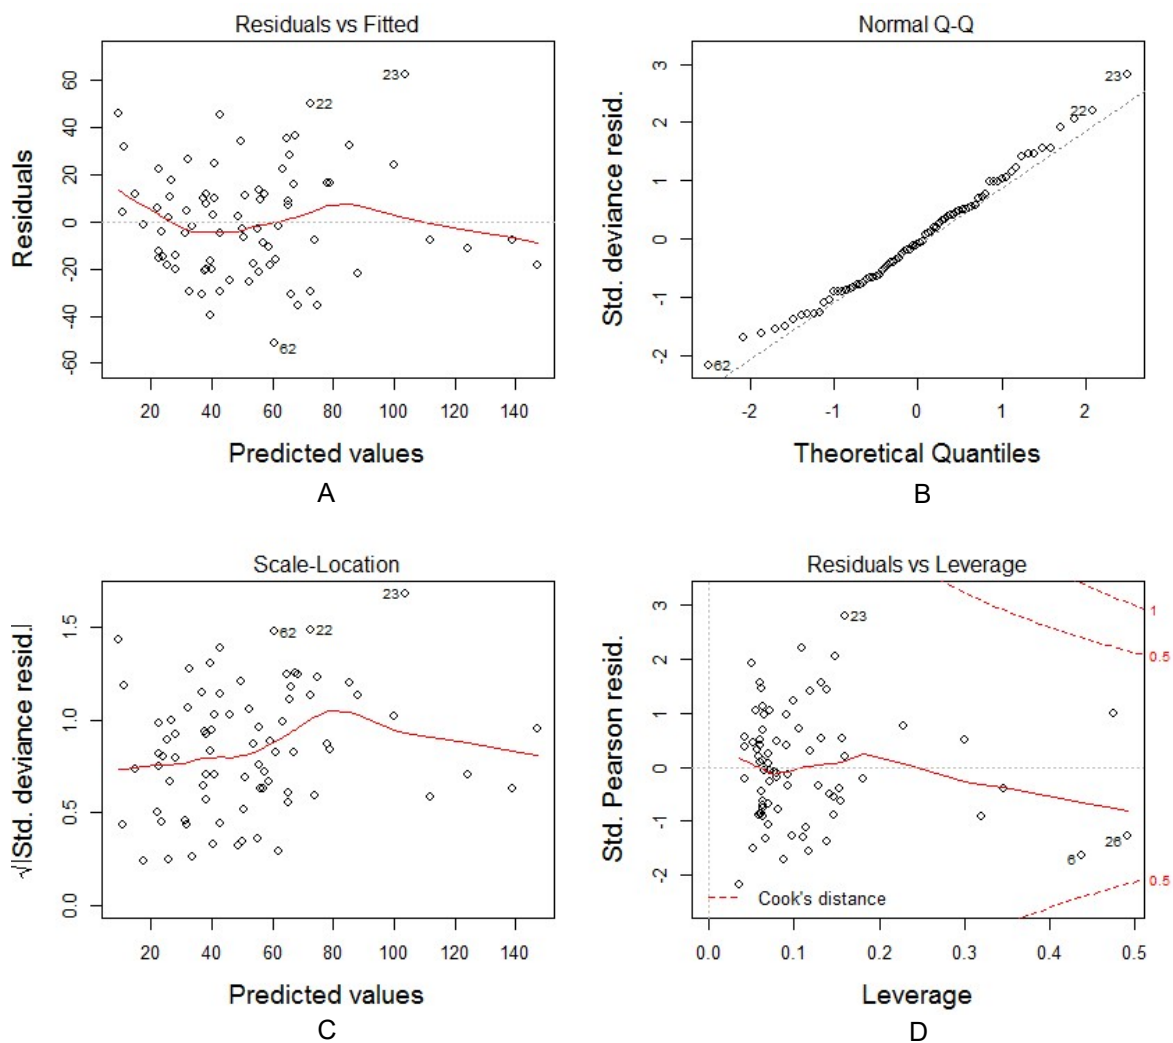 Residuals vs Fitted
Residuals
60
40
20
0
-20
-40
-60
23
22
62
20 40 60 80 100 120 140
Predicted values
A
Normal Q-Q
Std. deviance resid.
3
2
1
0
-1
-2
23
22
62
-2 -1 0 1 2
Theoretical Quantiles
B
Scale-Location
√|Std. deviance resid.|
1.5
1.0
0.5
0.0
23
62
22
20 40 60 80 100 120 140
Predicted values
C
Residuals vs Leverage
Std. Pearson resid.
3
2
1
0
-1
-2
23
1
0.5
26
6
0.5
Cook's distance
0.0 0.1 0.2 0.3 0.4 0.5
Leverage
D